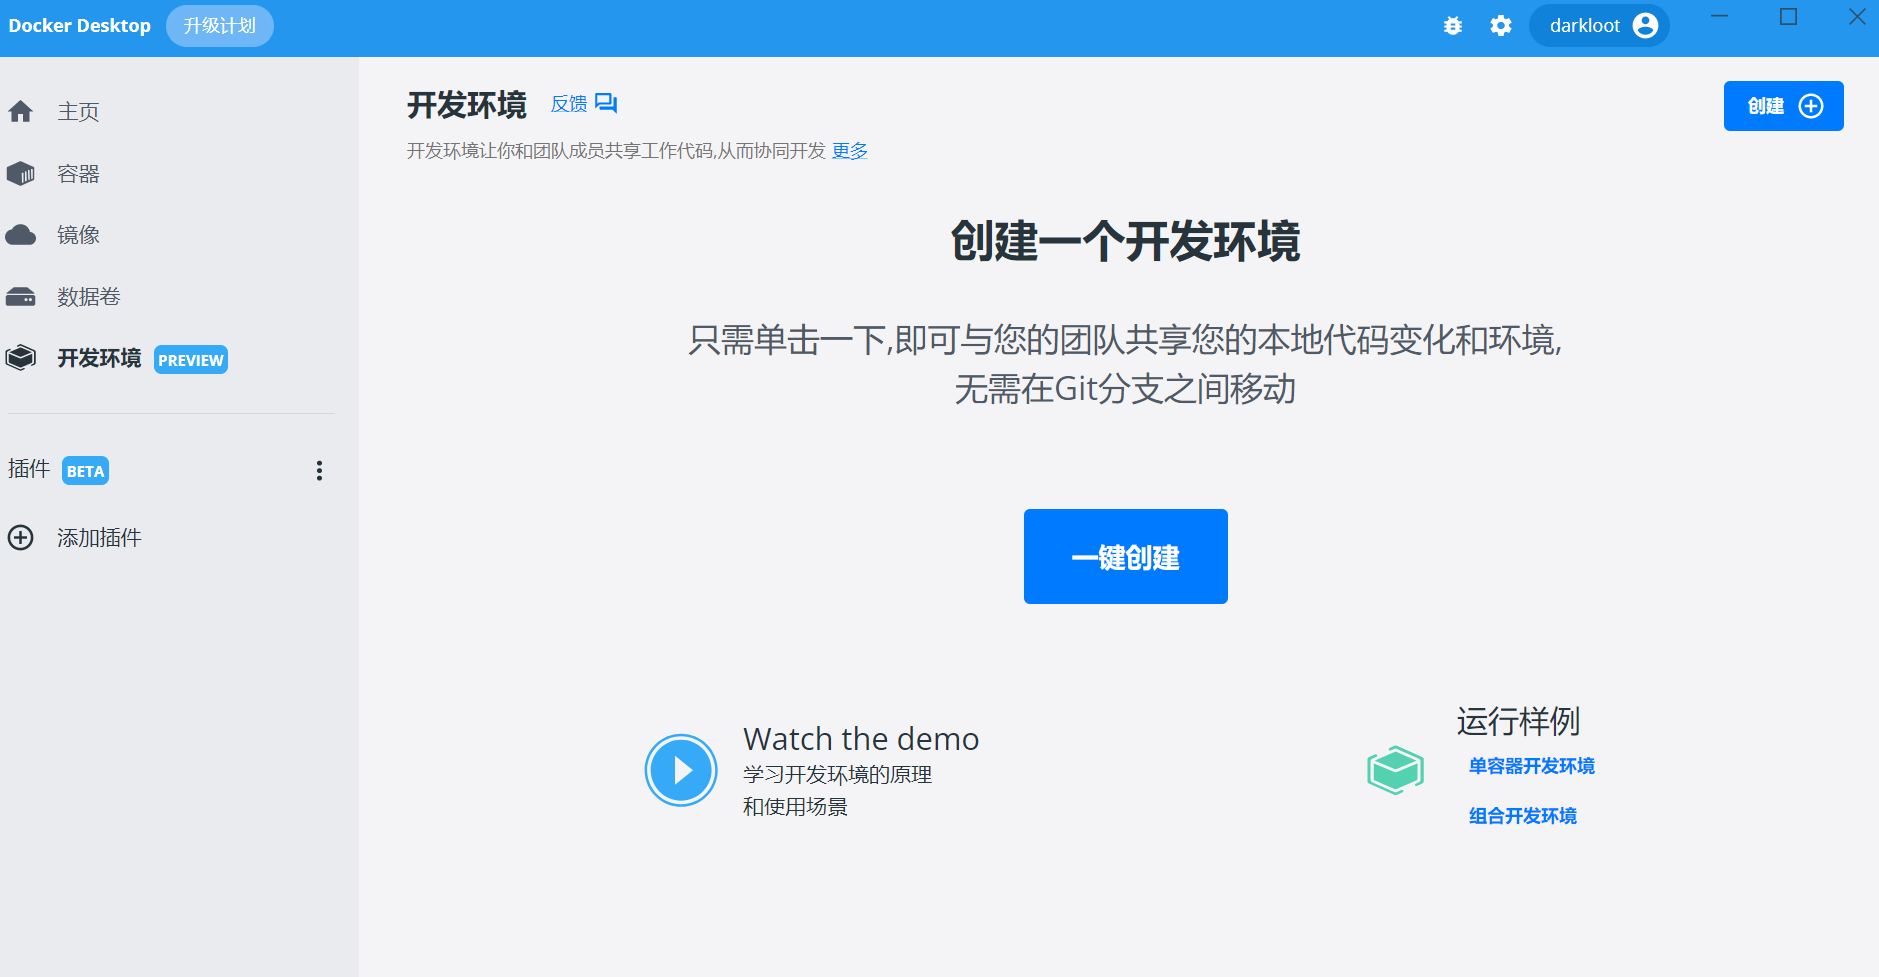 Docker Desktop 升级计划 darkloot
主页
容器
镜像
数据卷
开发环境 PREVIEW
插件 BETA
添加插件
开发环境 反馈
创建
开发环境让你和团队成员共享工作代码,从而协同开发 更多
创建一个开发环境
只需单击一下,即可与您的团队共享您的本地代码变化和环境,
无需在Git分支之间移动
一键创建
Watch the demo
学习开发环境的原理
和使用场景
运行样例
单容器开发环境
组合开发环境